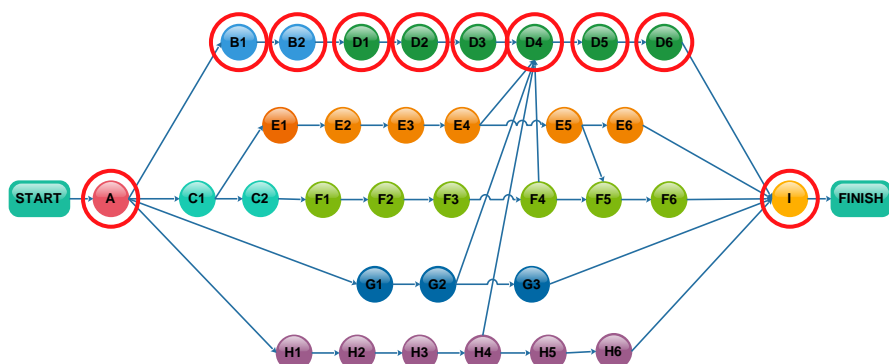 B1 B2 D1 D2 D3 D4 D5 D6
E1 E2 E3 E4 E5 E6
START A C1 C2 F1 F2 F3 F4 F5 F6 I FINISH
G1 G2 G3
H1 H2 H3 H4 H5 H6